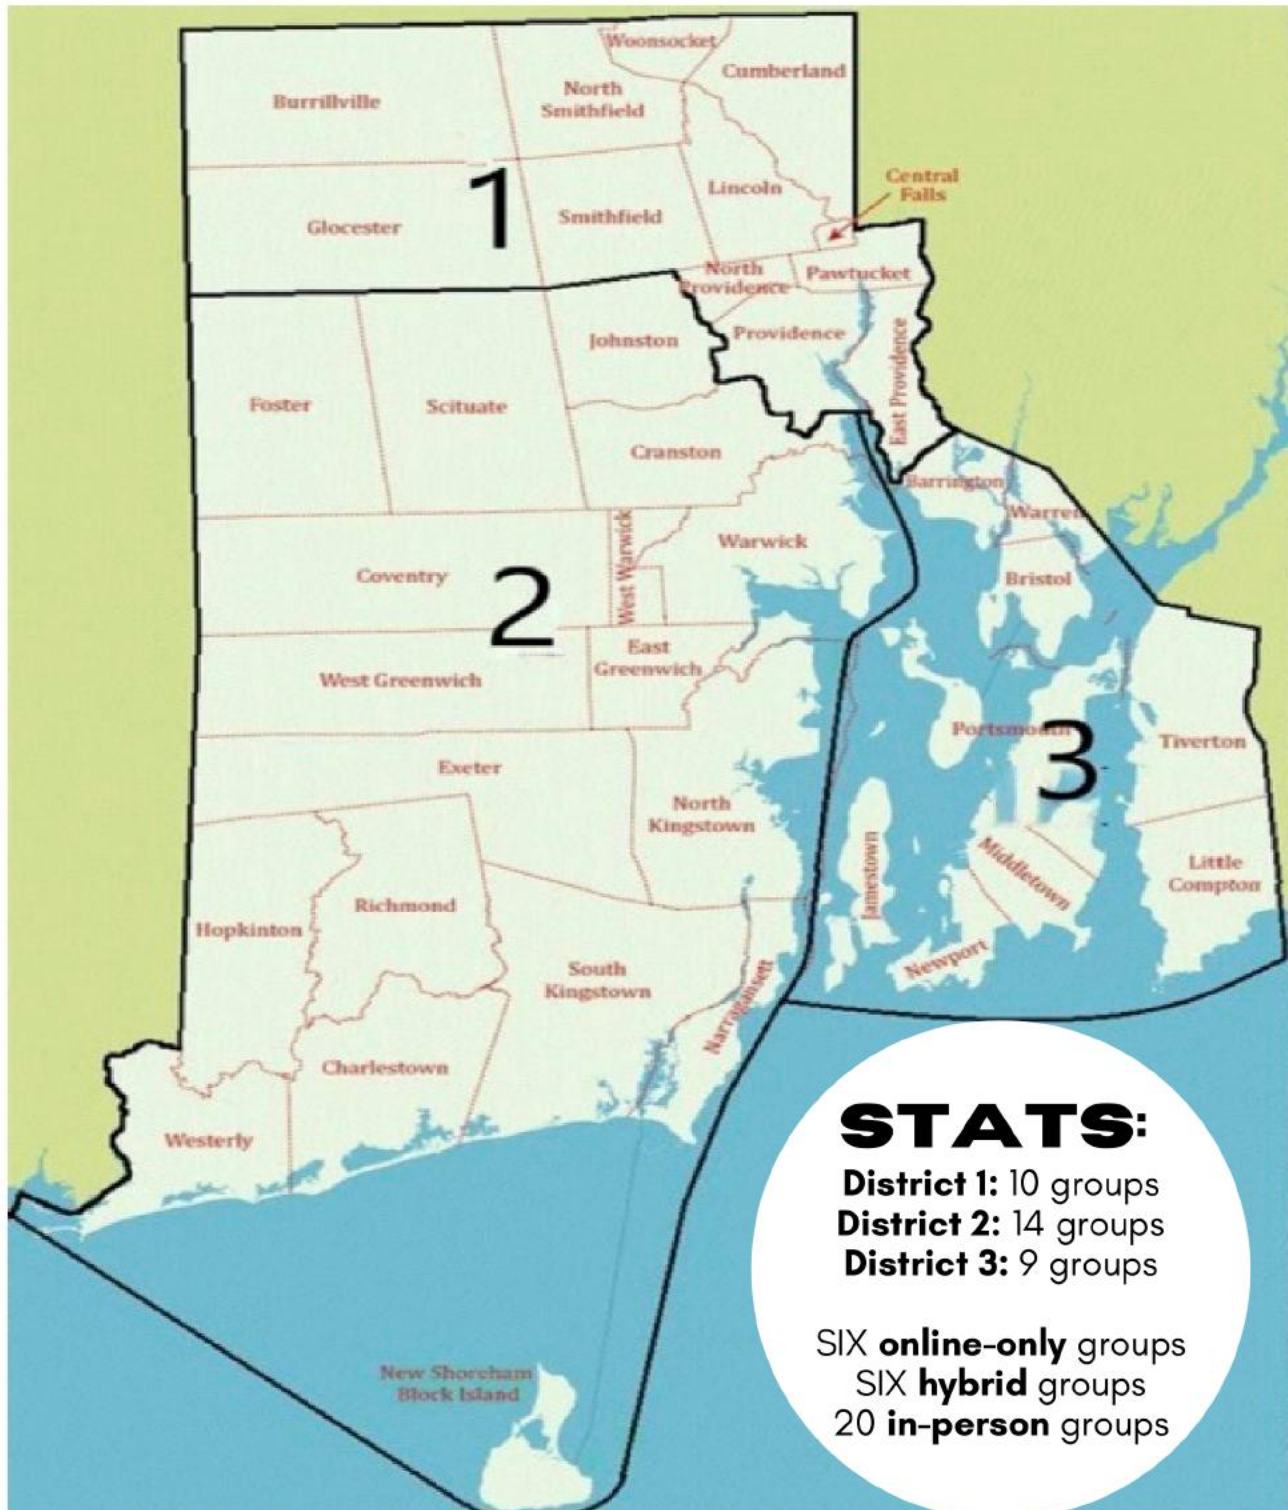 Woonsocket
Cumberland
Burrillville
North
Smithfield
Central
Falls
Lincoln
1
Glocester
Smithfield
North
Providence
Pawtucket
Providence
Johnston
East Providence
Foster
Scituate
Cranston
Barrington
Warren
West Warwick
Warwick
Coventry
2
Bristol
East
Greenwich
West Greenwich
Portsmouth
3
Tiverton
Exeter
North
Kingstown
Jamestown
Middletown
Little
Compton
Richmond
Hopkinton
Newport
South
Kingstown
Narragansett
Charlestown
Westerly
New Shoreham
Block Island
STATS:
District 1: 10 groups
District 2: 14 groups
District 3: 9 groups
SIX online-only groups
SIX hybrid groups
20 in-person groups